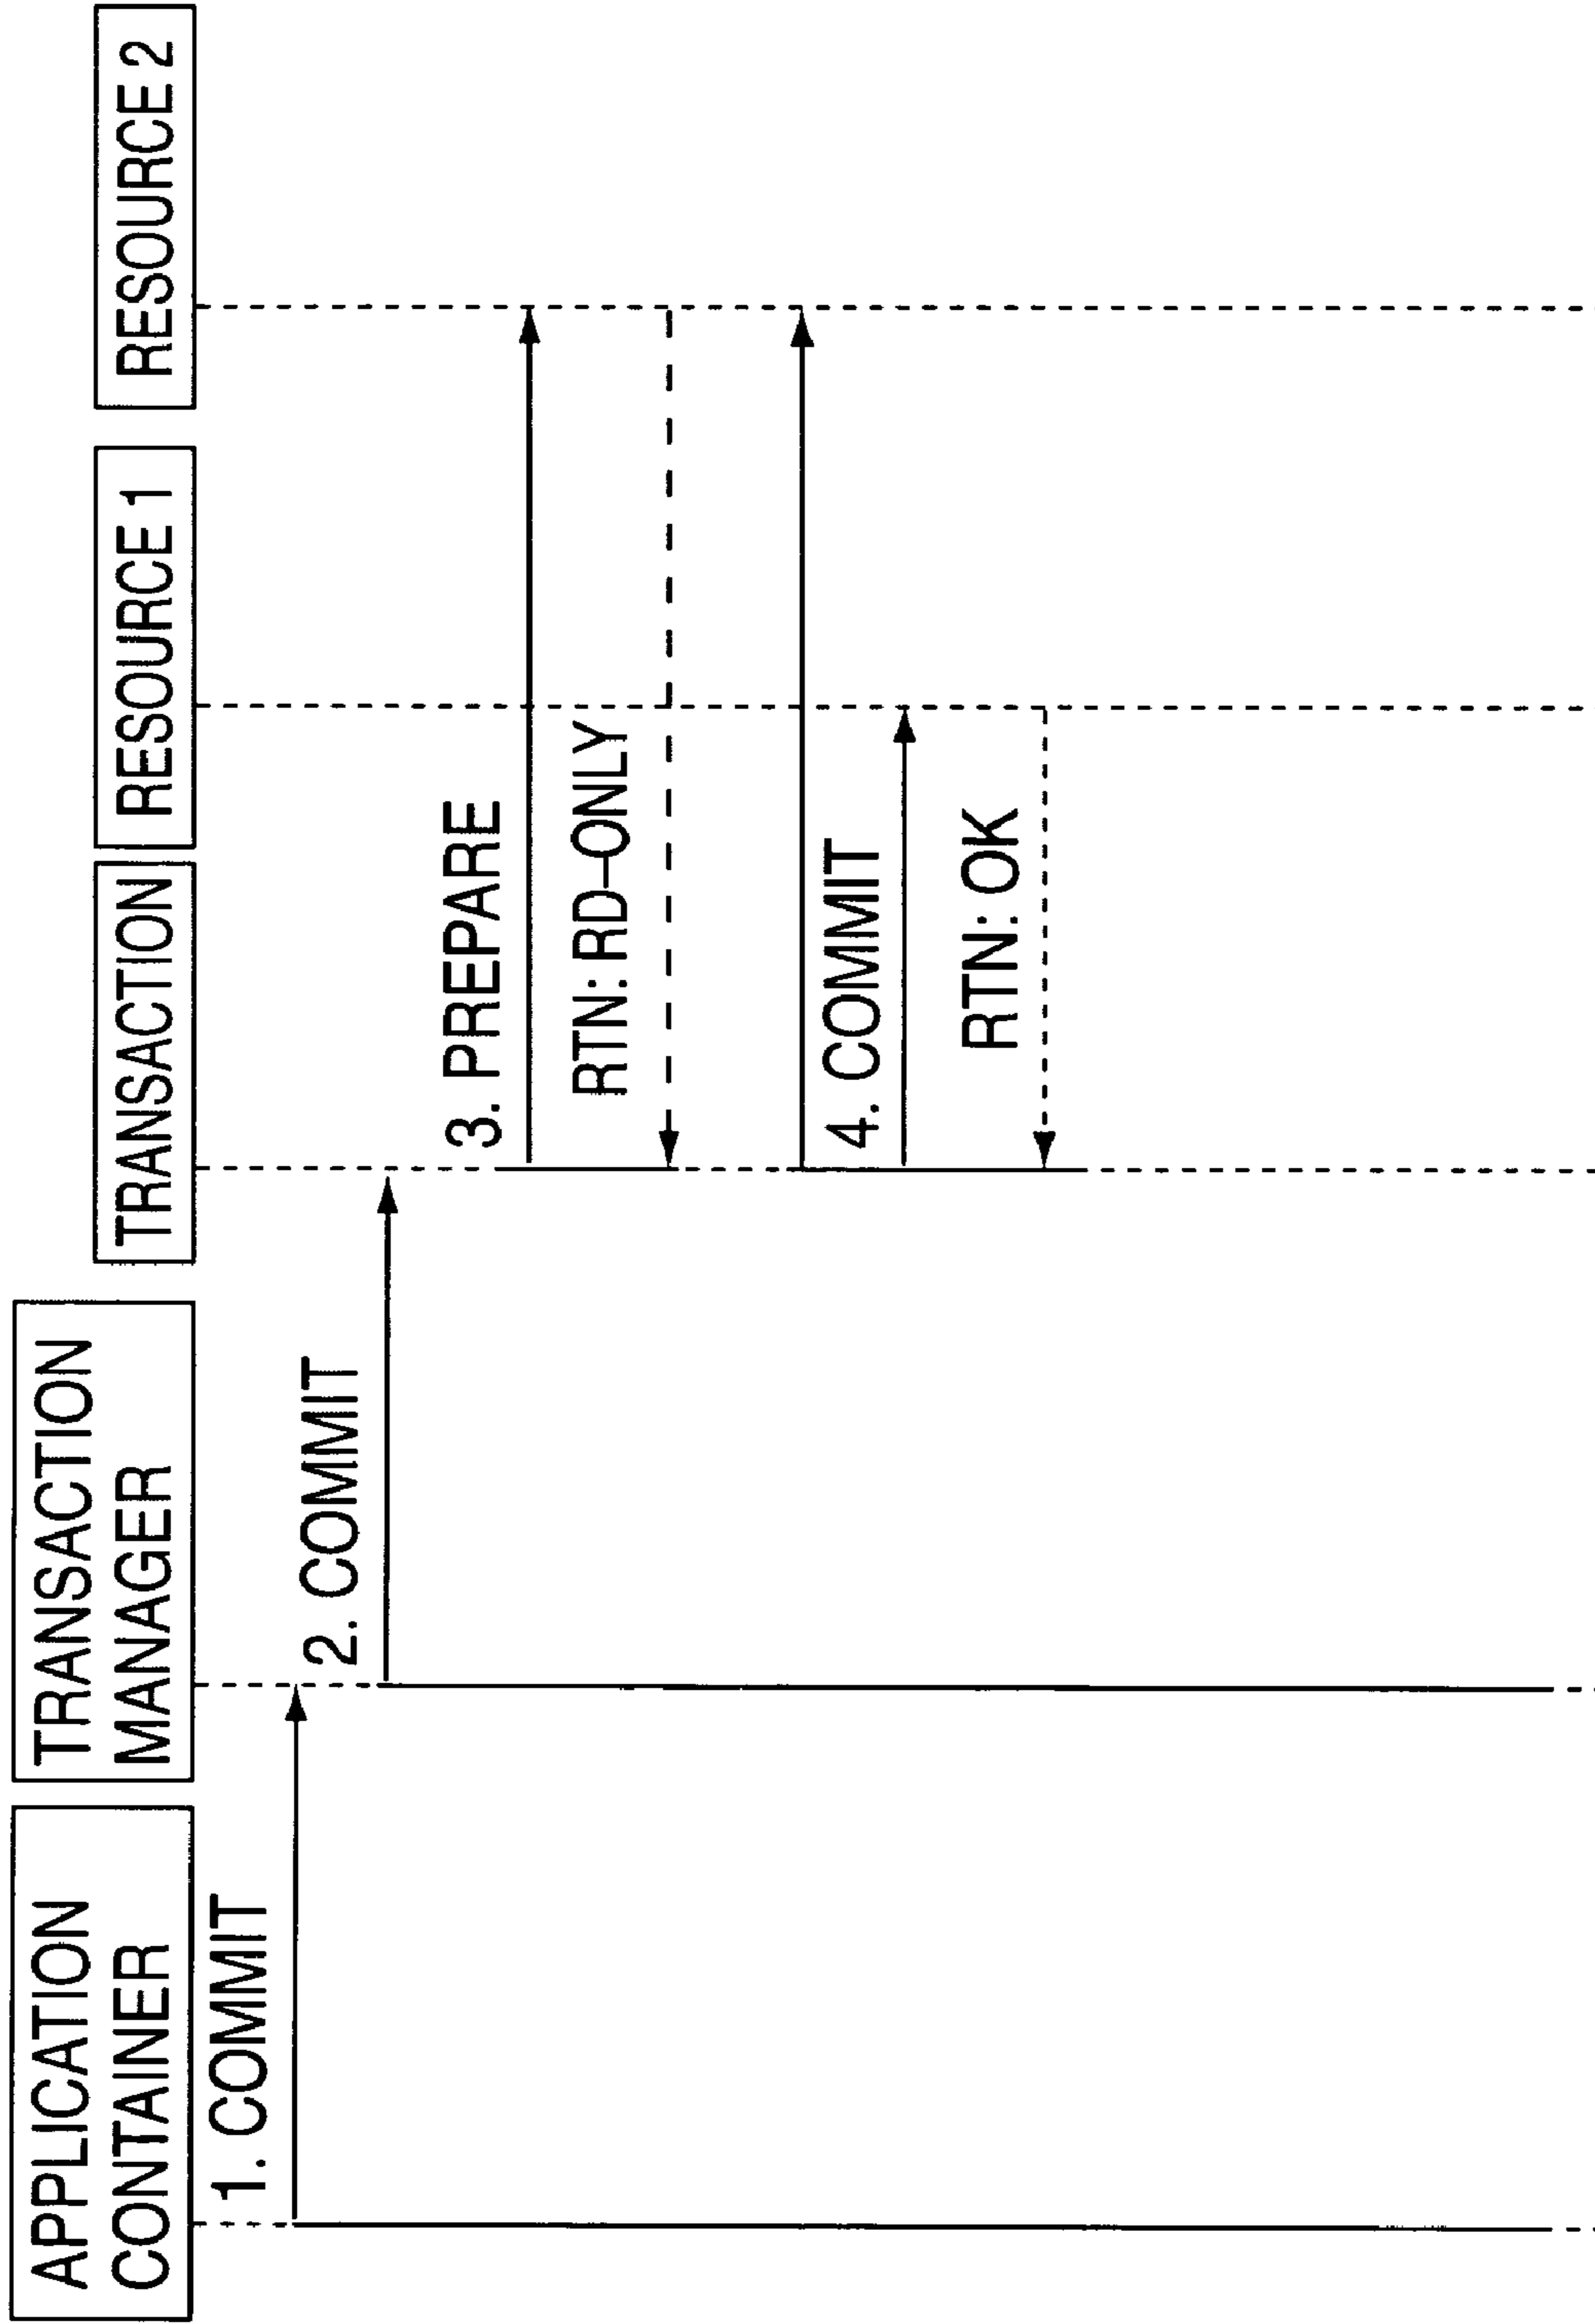 APPLICATION
CONTAINER
TRANSACTION
MANAGER
TRANSACTION
RESOURCE 1
RESOURCE 2
1. COMMIT
2. COMMIT
3. PREPARE
RTN: RD-ONLY
4. COMMIT
RTN: OK